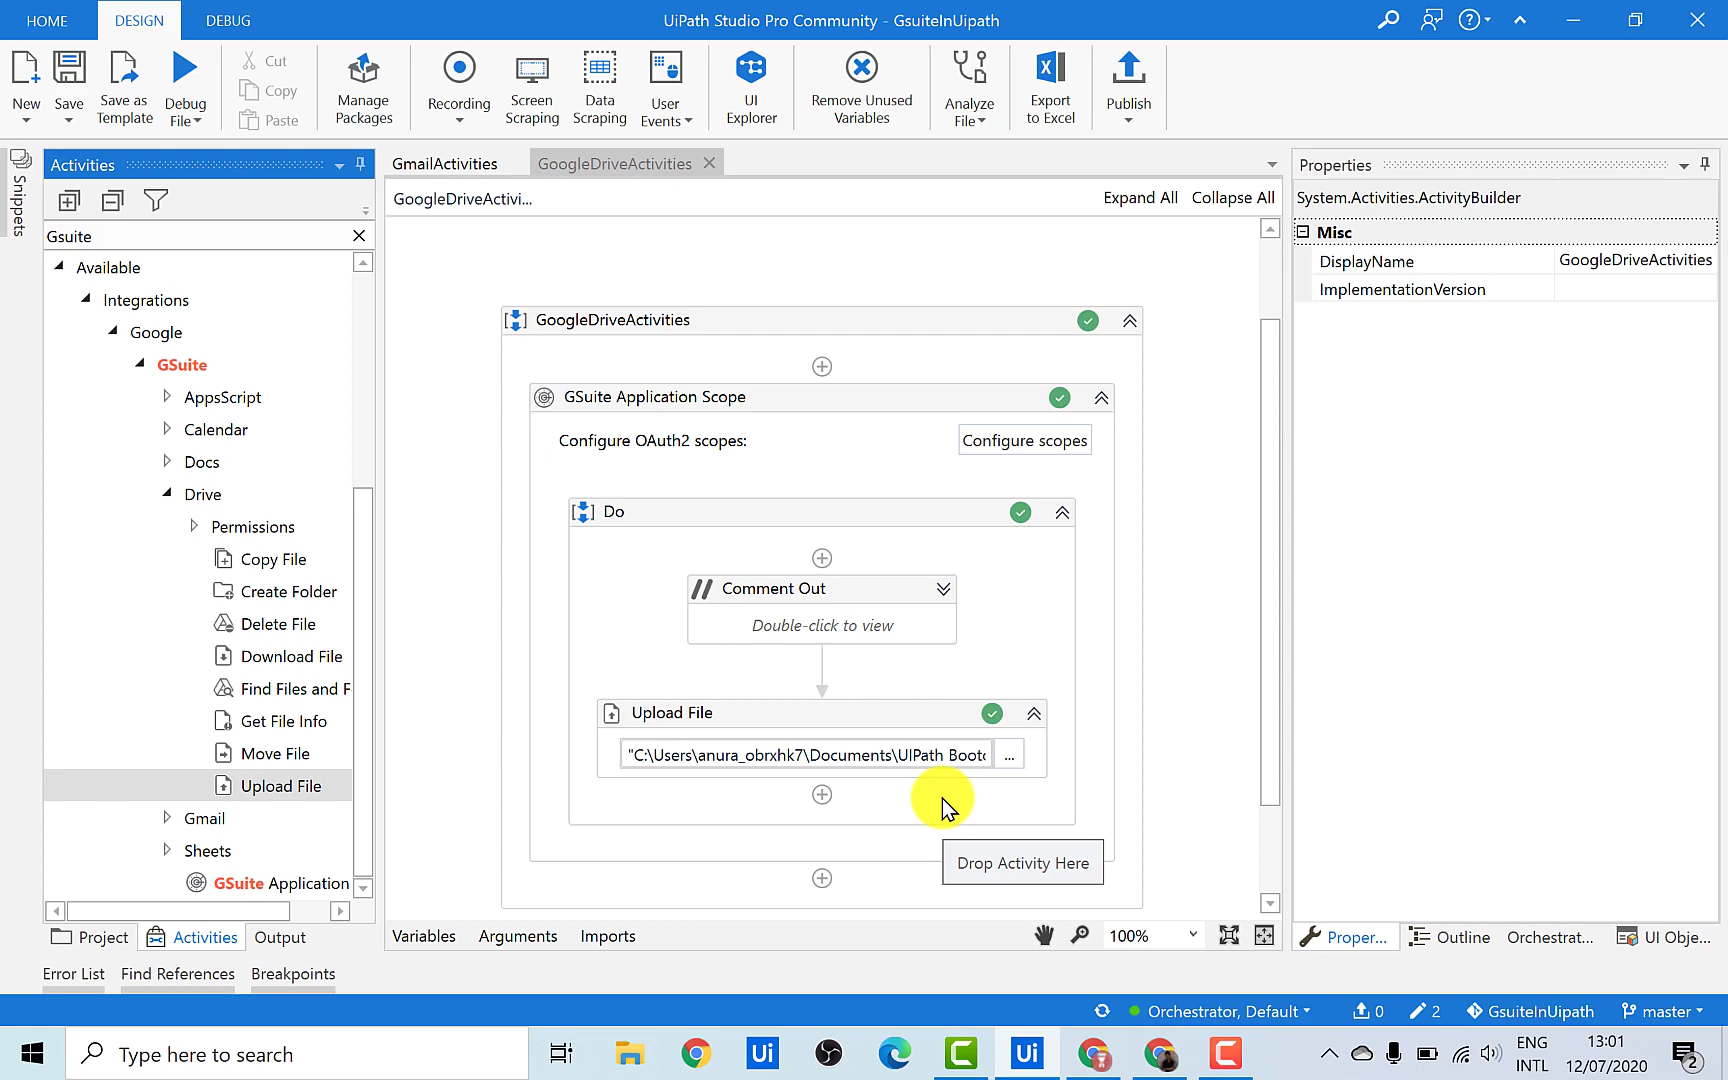 HOME
DESIGN
DEBUG
UiPath Studio Pro Community - GsuiteInUipath
New
Save
Save as Template
Debug File
Cut
Copy
Paste
Manage Packages
Recording
Screen Scraping
Data Scraping
User Events
UI Explorer
Remove Unused Variables
Analyze File
Export to Excel
Publish
Snippets
Activities
Gsuite
Available
Integrations
Google
GSuite
AppsScript
Calendar
Docs
Drive
Permissions
Copy File
Create Folder
Delete File
Download File
Find Files and F
Get File Info
Move File
Upload File
Gmail
Sheets
GSuite Application
Project
Activities
Output
Error List
Find References
Breakpoints
GmailActivities
GoogleDriveActivities
GoogleDriveActivi...
Expand All
Collapse All
GoogleDriveActivities
GSuite Application Scope
Configure OAuth2 scopes:
Configure scopes
Do
// Comment Out
Double-click to view
Upload File
"C:\Users\anura_obrxhk7\Documents\UIPath Bootc
...
Drop Activity Here
Variables
Arguments
Imports
100%
Properties
System.Activities.ActivityBuilder
Misc
DisplayName
GoogleDriveActivities
ImplementationVersion
Proper...
Outline
Orchestrat...
UI Obje...
Orchestrator, Default
0
2
GsuiteInUipath
master
Type here to search
Ui
Ui
ENG
INTL
13:01
12/07/2020
2